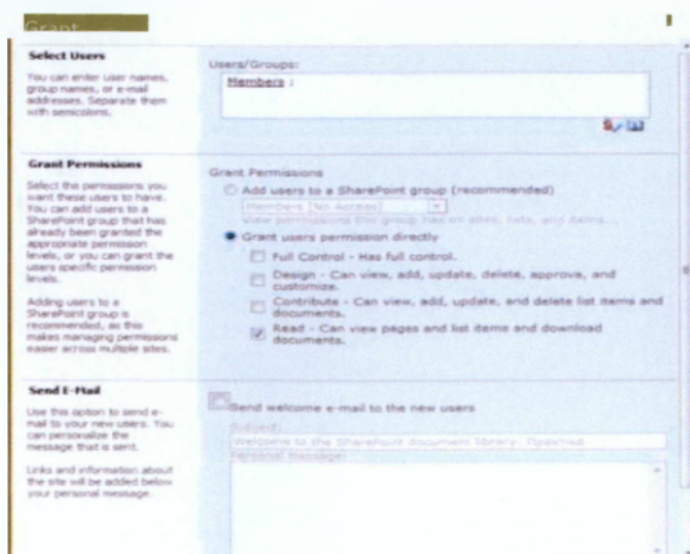 Grant
Select Users
You can enter user names,
group names, or e-mail
addresses. Separate them
with semicolons.
Users/Groups:
Members ;
Grant Permissions
Select the permissions you
want these users to have.
You can add users to a
SharePoint group that has
already been granted the
appropriate permission
levels, or you can grant the
users specific permission
levels.
Adding users to a
SharePoint group is
recommended, as this
makes managing permissions
easier across multiple sites.
Grant Permissions
Add users to a SharePoint group (recommended)
Members [No Access]
View permissions this group has on sites, lists, and items...
Grant users permission directly
Full Control - Has full control.
Design - Can view, add, update, delete, approve, and
customize.
Contribute - Can view, add, update, and delete list items and
documents.
Read - Can view pages and list items and download
documents.
Send E-Mail
Use this option to send e-
mail to your new users. You
can personalize the
message that is sent.
Links and information about
the site will be added below
your personal message.
Send welcome e-mail to the new users
Subject:
Welcome to the SharePoint document library:
Personal Message: